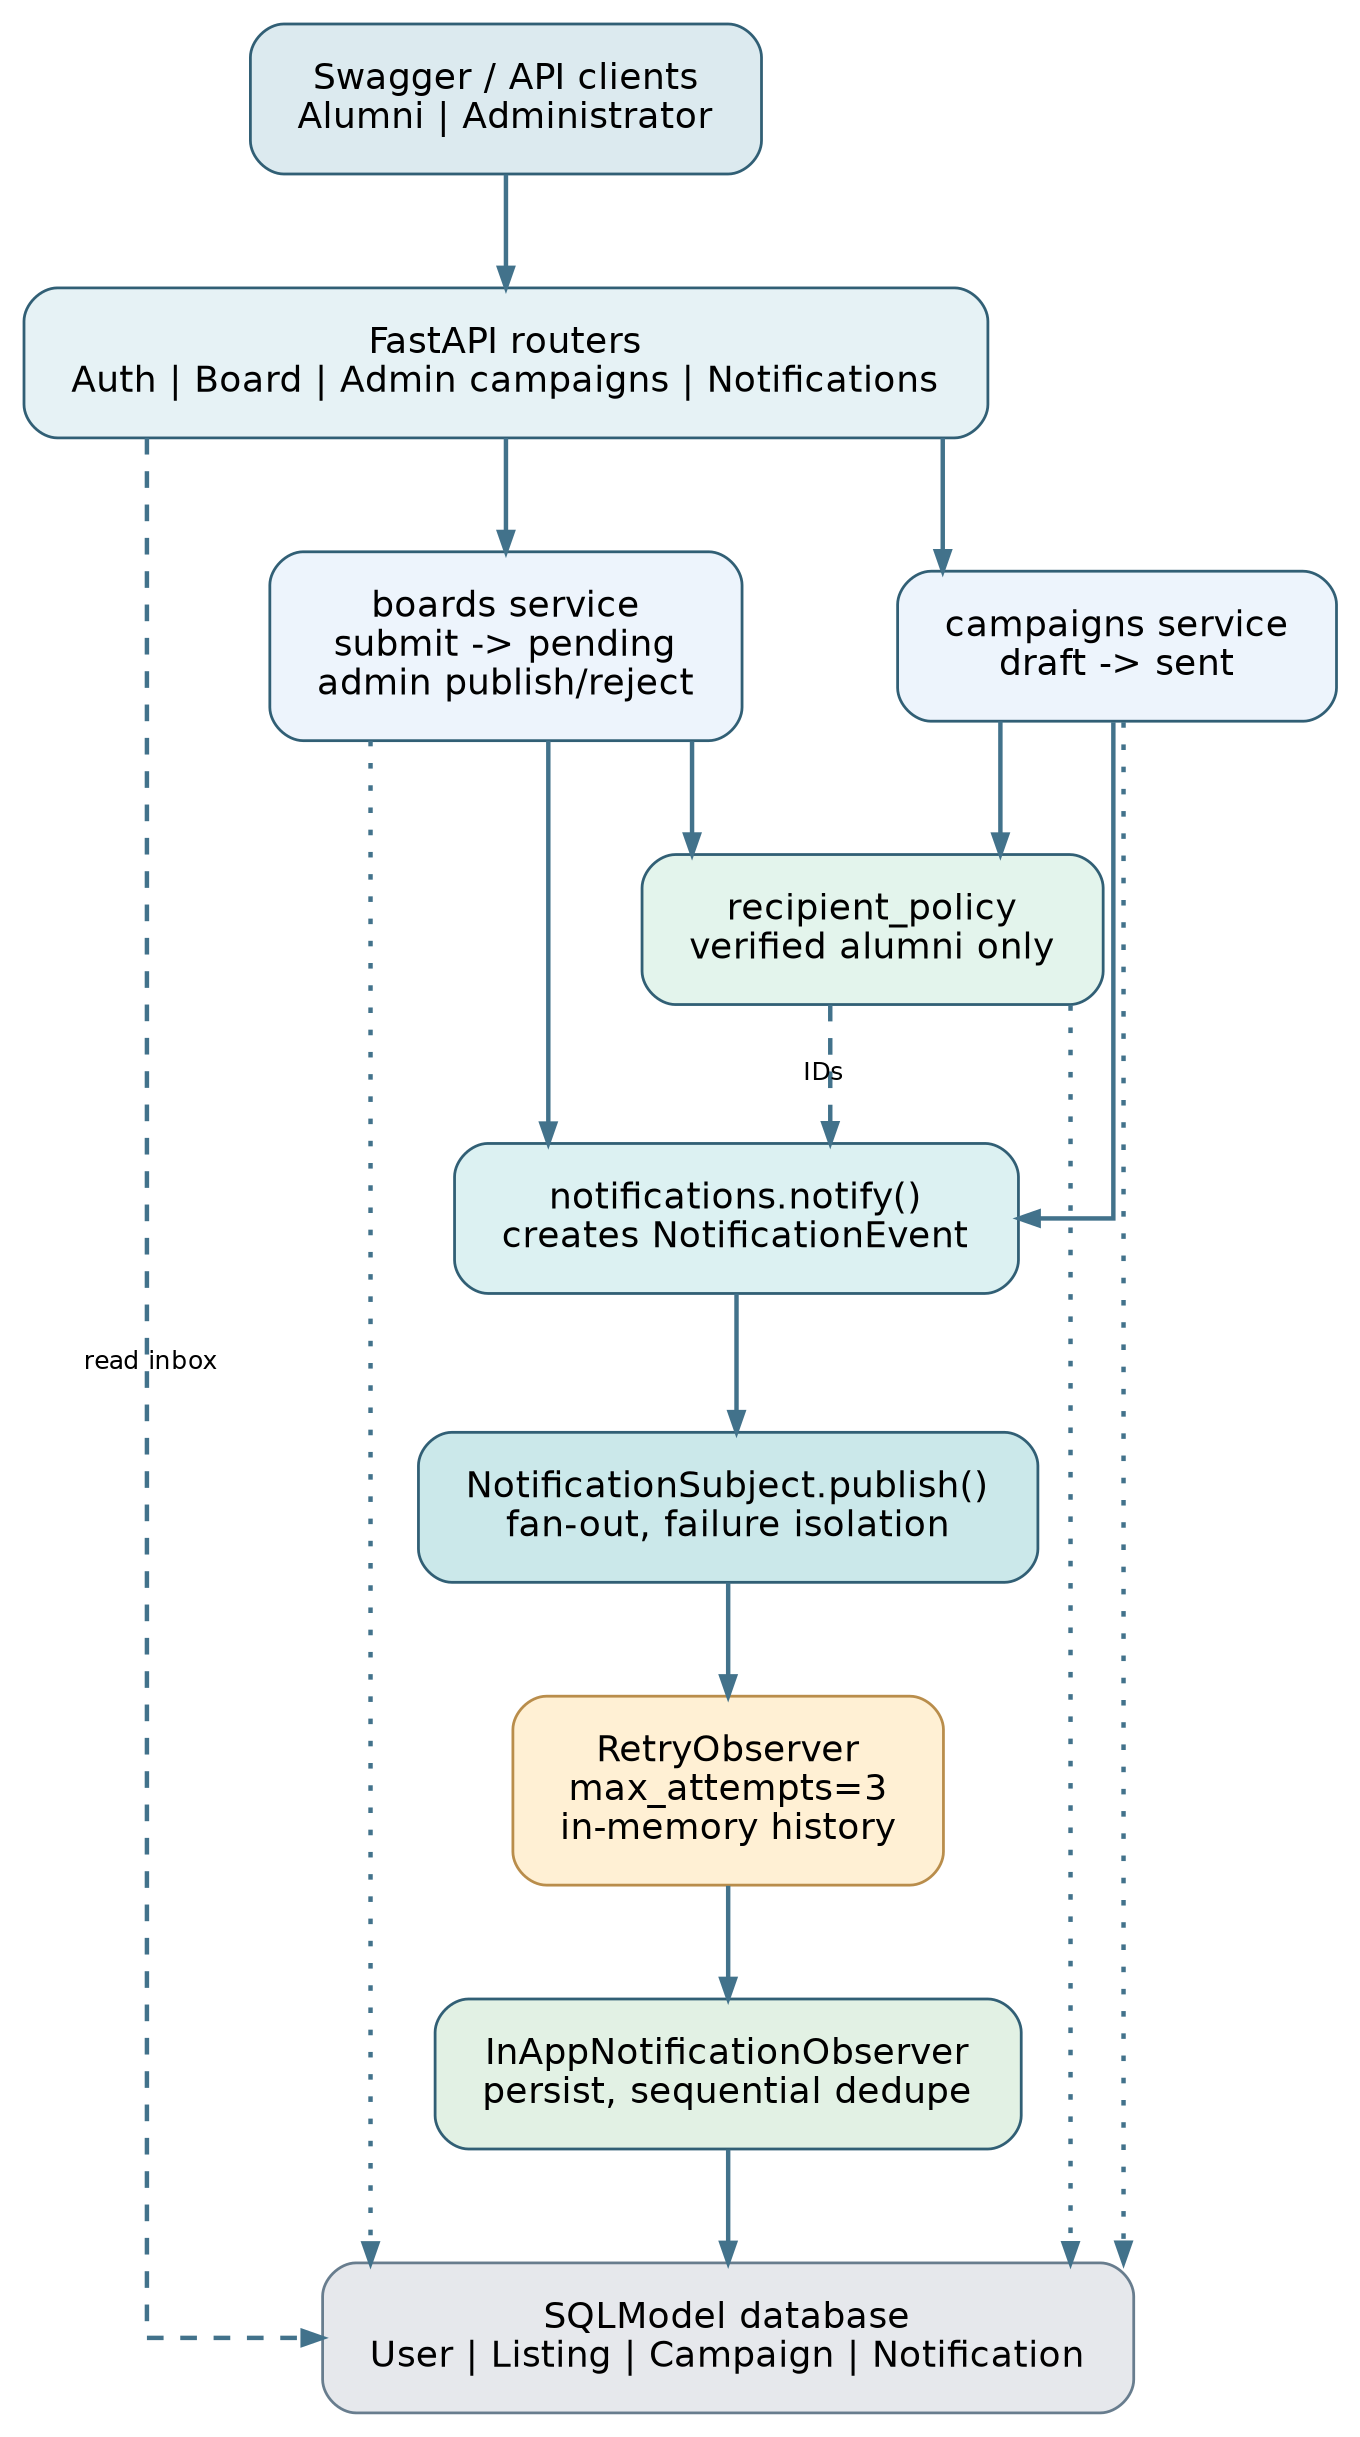 Swagger / API clients
Alumni | Administrator
FastAPI routers
Auth | Board | Admin campaigns | Notifications
boards service
submit -> pending
admin publish/reject
campaigns service
draft -> sent
recipient_policy
verified alumni only
IDs
notifications.notify()
creates NotificationEvent
read inbox
NotificationSubject.publish()
fan-out, failure isolation
RetryObserver
max_attempts=3
in-memory history
InAppNotificationObserver
persist, sequential dedupe
SQLModel database
User | Listing | Campaign | Notification